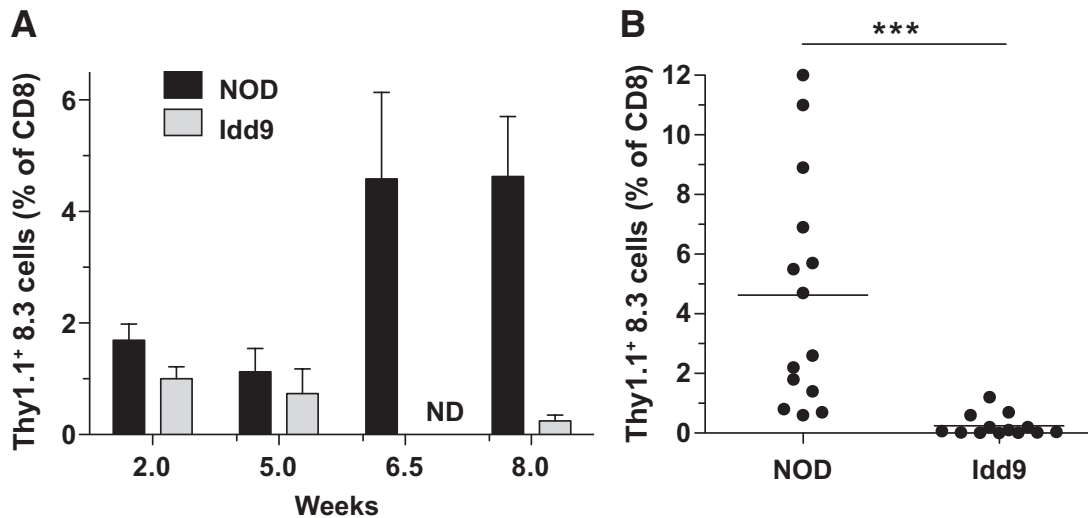 A
Thy1.1⁺ 8.3 cells (% of CD8)
6
4
2
0
NOD
Idd9
ND
2.0 5.0 6.5 8.0
Weeks
B
***
Thy1.1⁺ 8.3 cells (% of CD8)
12
10
8
6
4
2
0
NOD Idd9